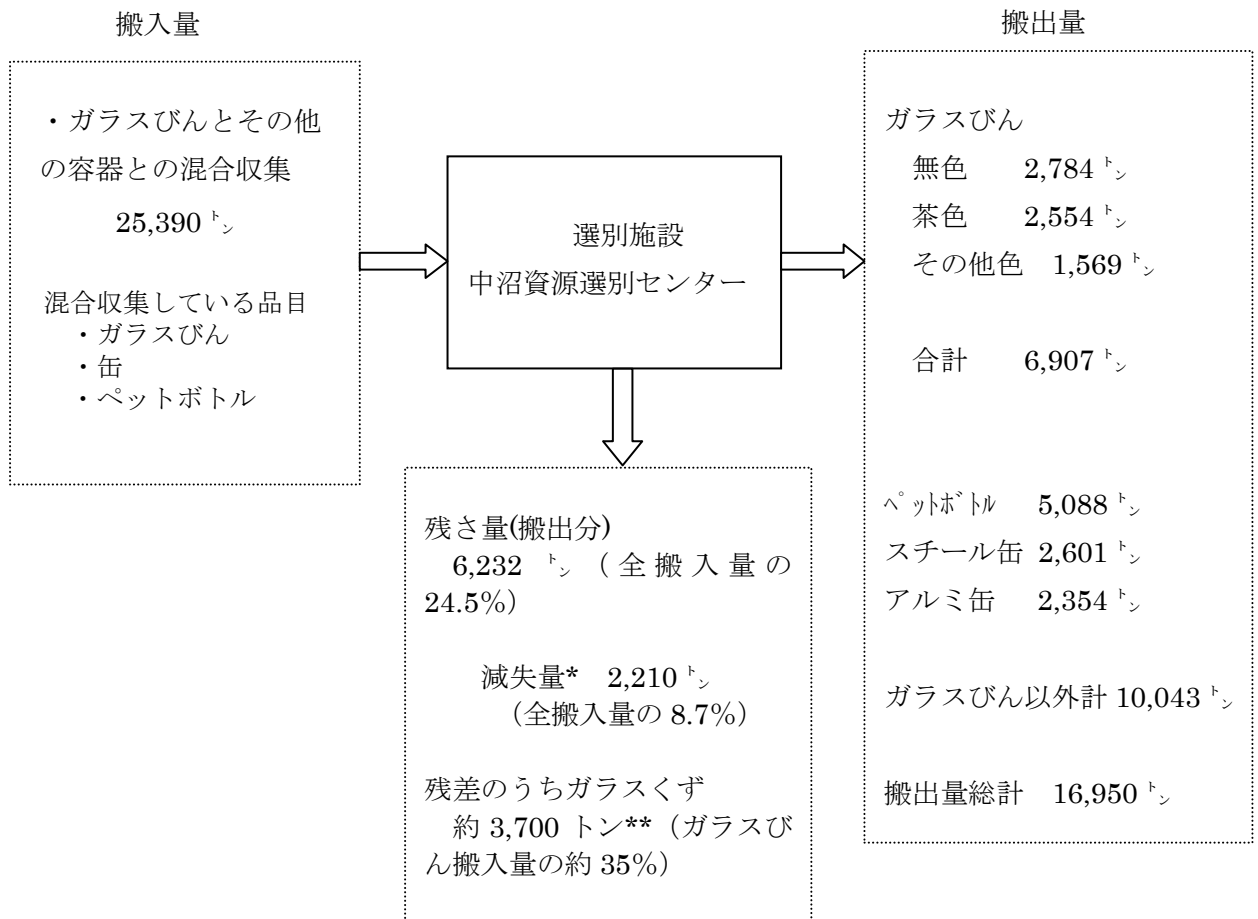 搬入量
・ガラスびんとその他
の容器との混合収集
25,390 ㌧
混合収集している品目
・ガラスびん
・缶
・ペットボトル
選別施設
中沼資源選別センター
残さ量(搬出分)
6,232 ㌧(全搬入量の
24.5%)
減失量* 2,210 ㌧
(全搬入量の 8.7%)
残差のうちガラスくず
約 3,700 トン**(ガラスび
ん搬入量の約 35%)
搬出量
ガラスびん
無色 2,784 ㌧
茶色 2,554 ㌧
その他色 1,569 ㌧
合計 6,907 ㌧
ペットボトル 5,088 ㌧
スチール缶 2,601 ㌧
アルミ缶 2,354 ㌧
ガラスびん以外計 10,043 ㌧
搬出量総計 16,950 ㌧